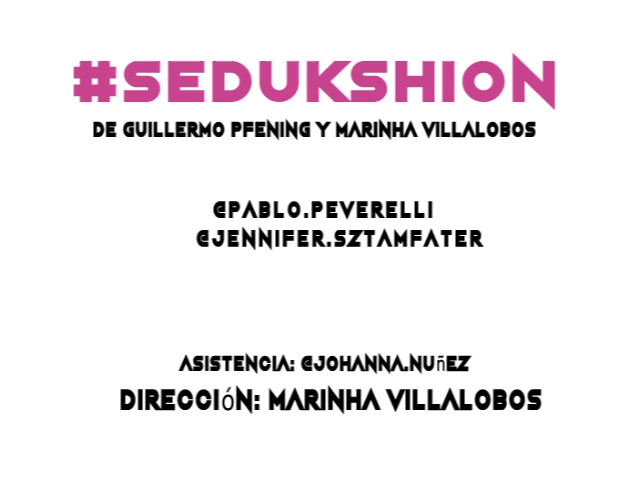 #SEDUKSHION
DE GUILLERMO PFENING Y MARINHA VILLALOBOS
@PABLO.PEVERELLI
@JENNIFER.SZTAMFATER
ASISTENCIA: @JOHANNA.NUñEZ
DIRECCIóN: MARINHA VILLALOBOS